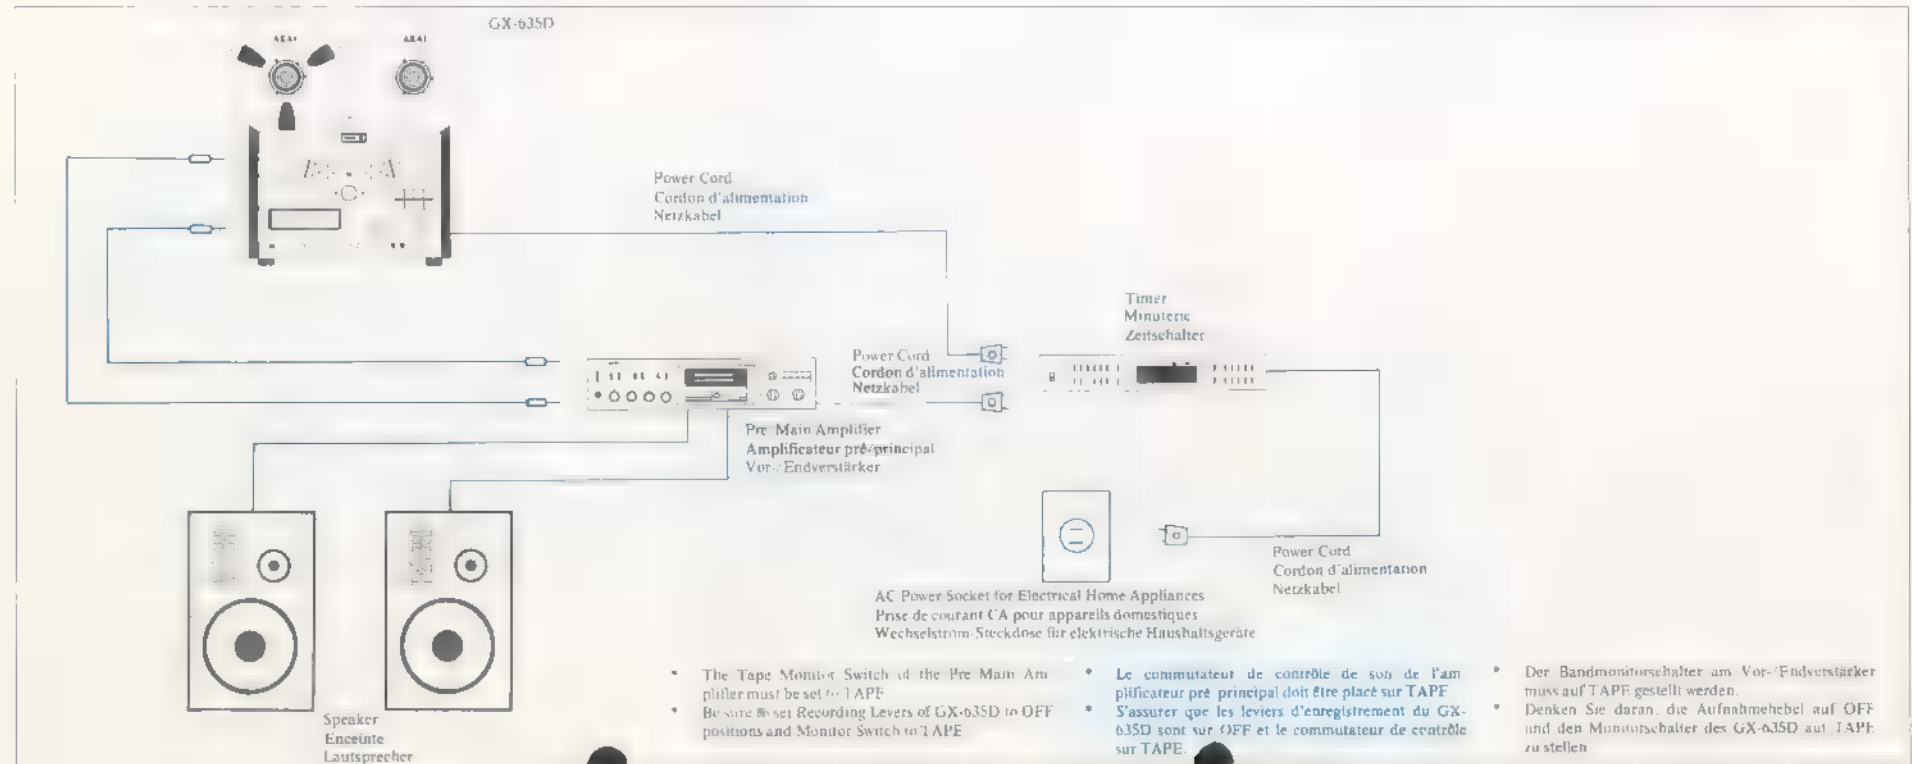 GX-635D
AKAI
AKAI
Power Cord
Cordon d'alimentation
Netzkabel
Timer
Minuterie
Zeitschalter
Power Cord
Cordon d'alimentation
Netzkabel
Pre Main Amplifier
Amplificateur pré/principal
Vor-/Endverstärker
Power Cord
Cordon d'alimentation
Netzkabel
AC Power Socket for Electrical Home Appliances
Prise de courant CA pour appareils domestiques
Wechselstrom-Steckdose für elektrische Haushaltsgeräte
Speaker
Enceinte
Lautsprecher
* The Tape Monitor Switch of the Pre Main Am
plifier must be set to TAPE
* Be sure to set Recording Levers of GX-635D to OFF
positions and Monitor Switch to TAPE
* Le commutateur de contrôle de son de l'am
plificateur pré principal doit être placé sur TAPE
* S'assurer que les leviers d'enregistrement du GX-
635D sont sur OFF et le commutateur de contrôle
sur TAPE.
* Der Bandmonitorschalter am Vor-/Endverstärker
muss auf TAPE gestellt werden.
* Denken Sie daran, die Aufnahmehebel auf OFF
und den Monitorschalter des GX-635D auf TAPE
zu stellen